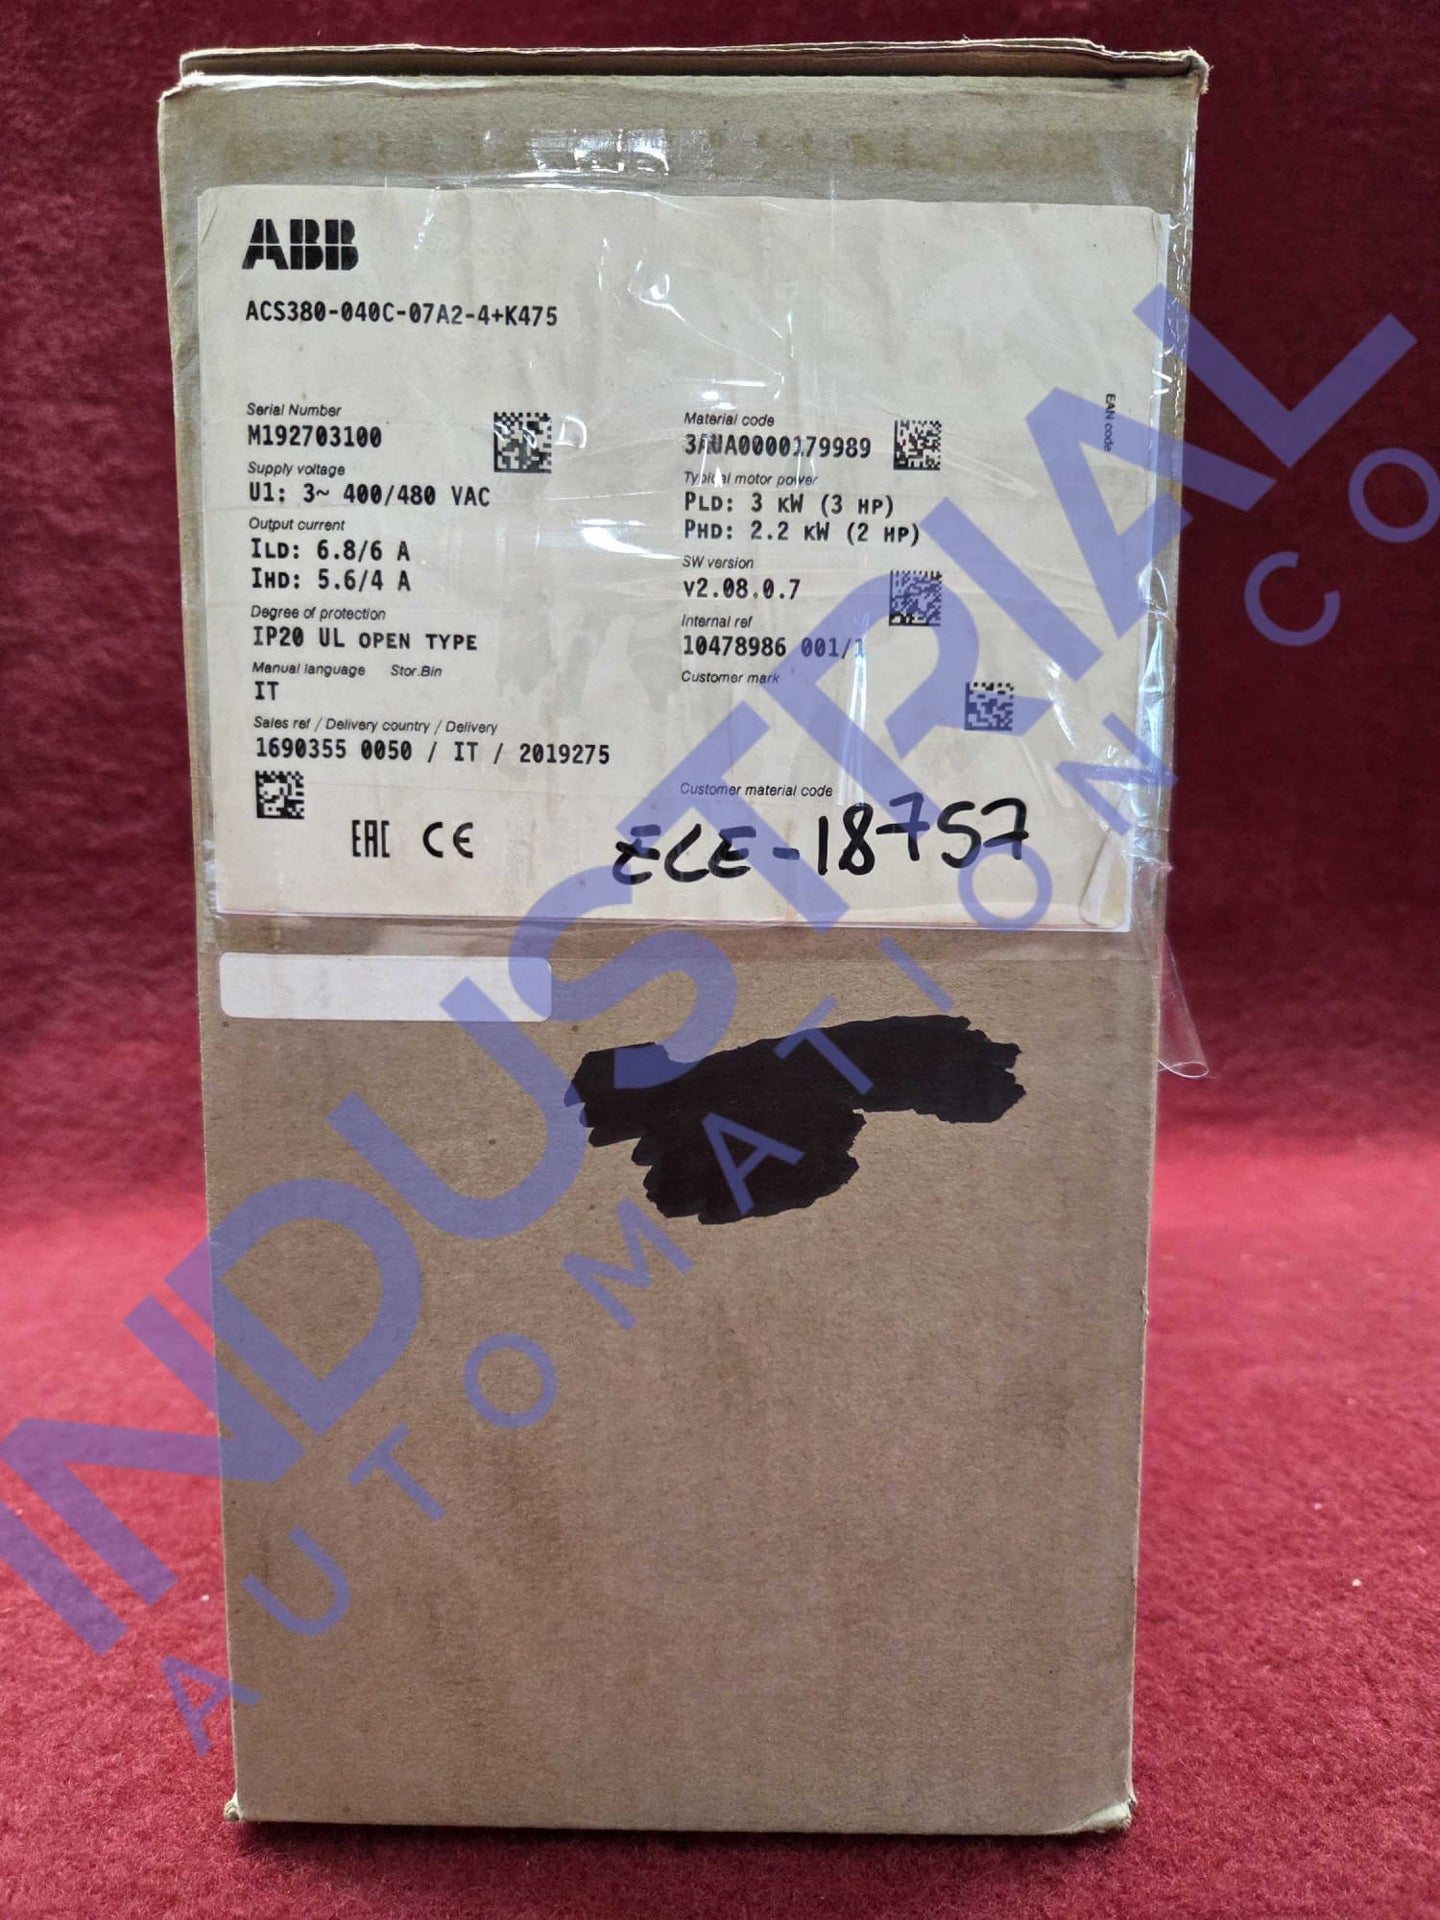 ABB
ACS380-040C-07A2-4+K475
Serial Number
M192703100
Supply voltage
U1: 3~ 400/480 VAC
Output current
ILD: 6.8/6 A
IHD: 5.6/4 A
Degree of protection
IP20 UL OPEN TYPE
Manual language Stor.Bin
IT
Sales ref / Delivery country / Delivery
1690355 0050 / IT / 2019275
EAC CE
Material code
3AUA0000179989
Typical motor power
PLD: 3 KW (3 HP)
PHD: 2.2 KW (2 HP)
SW version
v2.08.0.7
Internal ref
10478986 001/1
Customer mark
Customer material code
ECE-18757
EAN code
INDUSTRIAL
AUTOMATION CO